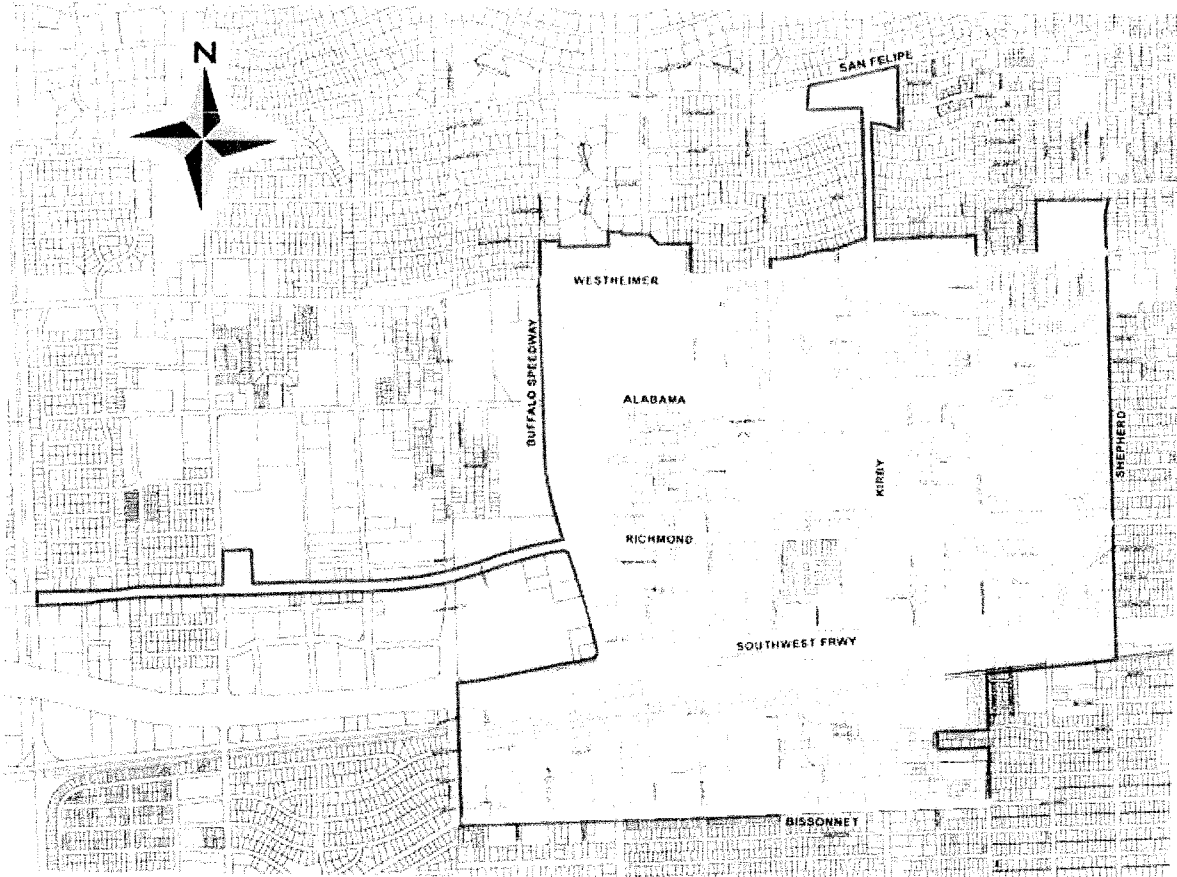 N
SAN FELIPE
WESTHEIMER
BUFFALO SPEEDWAY
ALABAMA
SHEPHERD
KIRBY
RICHMOND
SOUTHWEST FRWY
BISSONNET